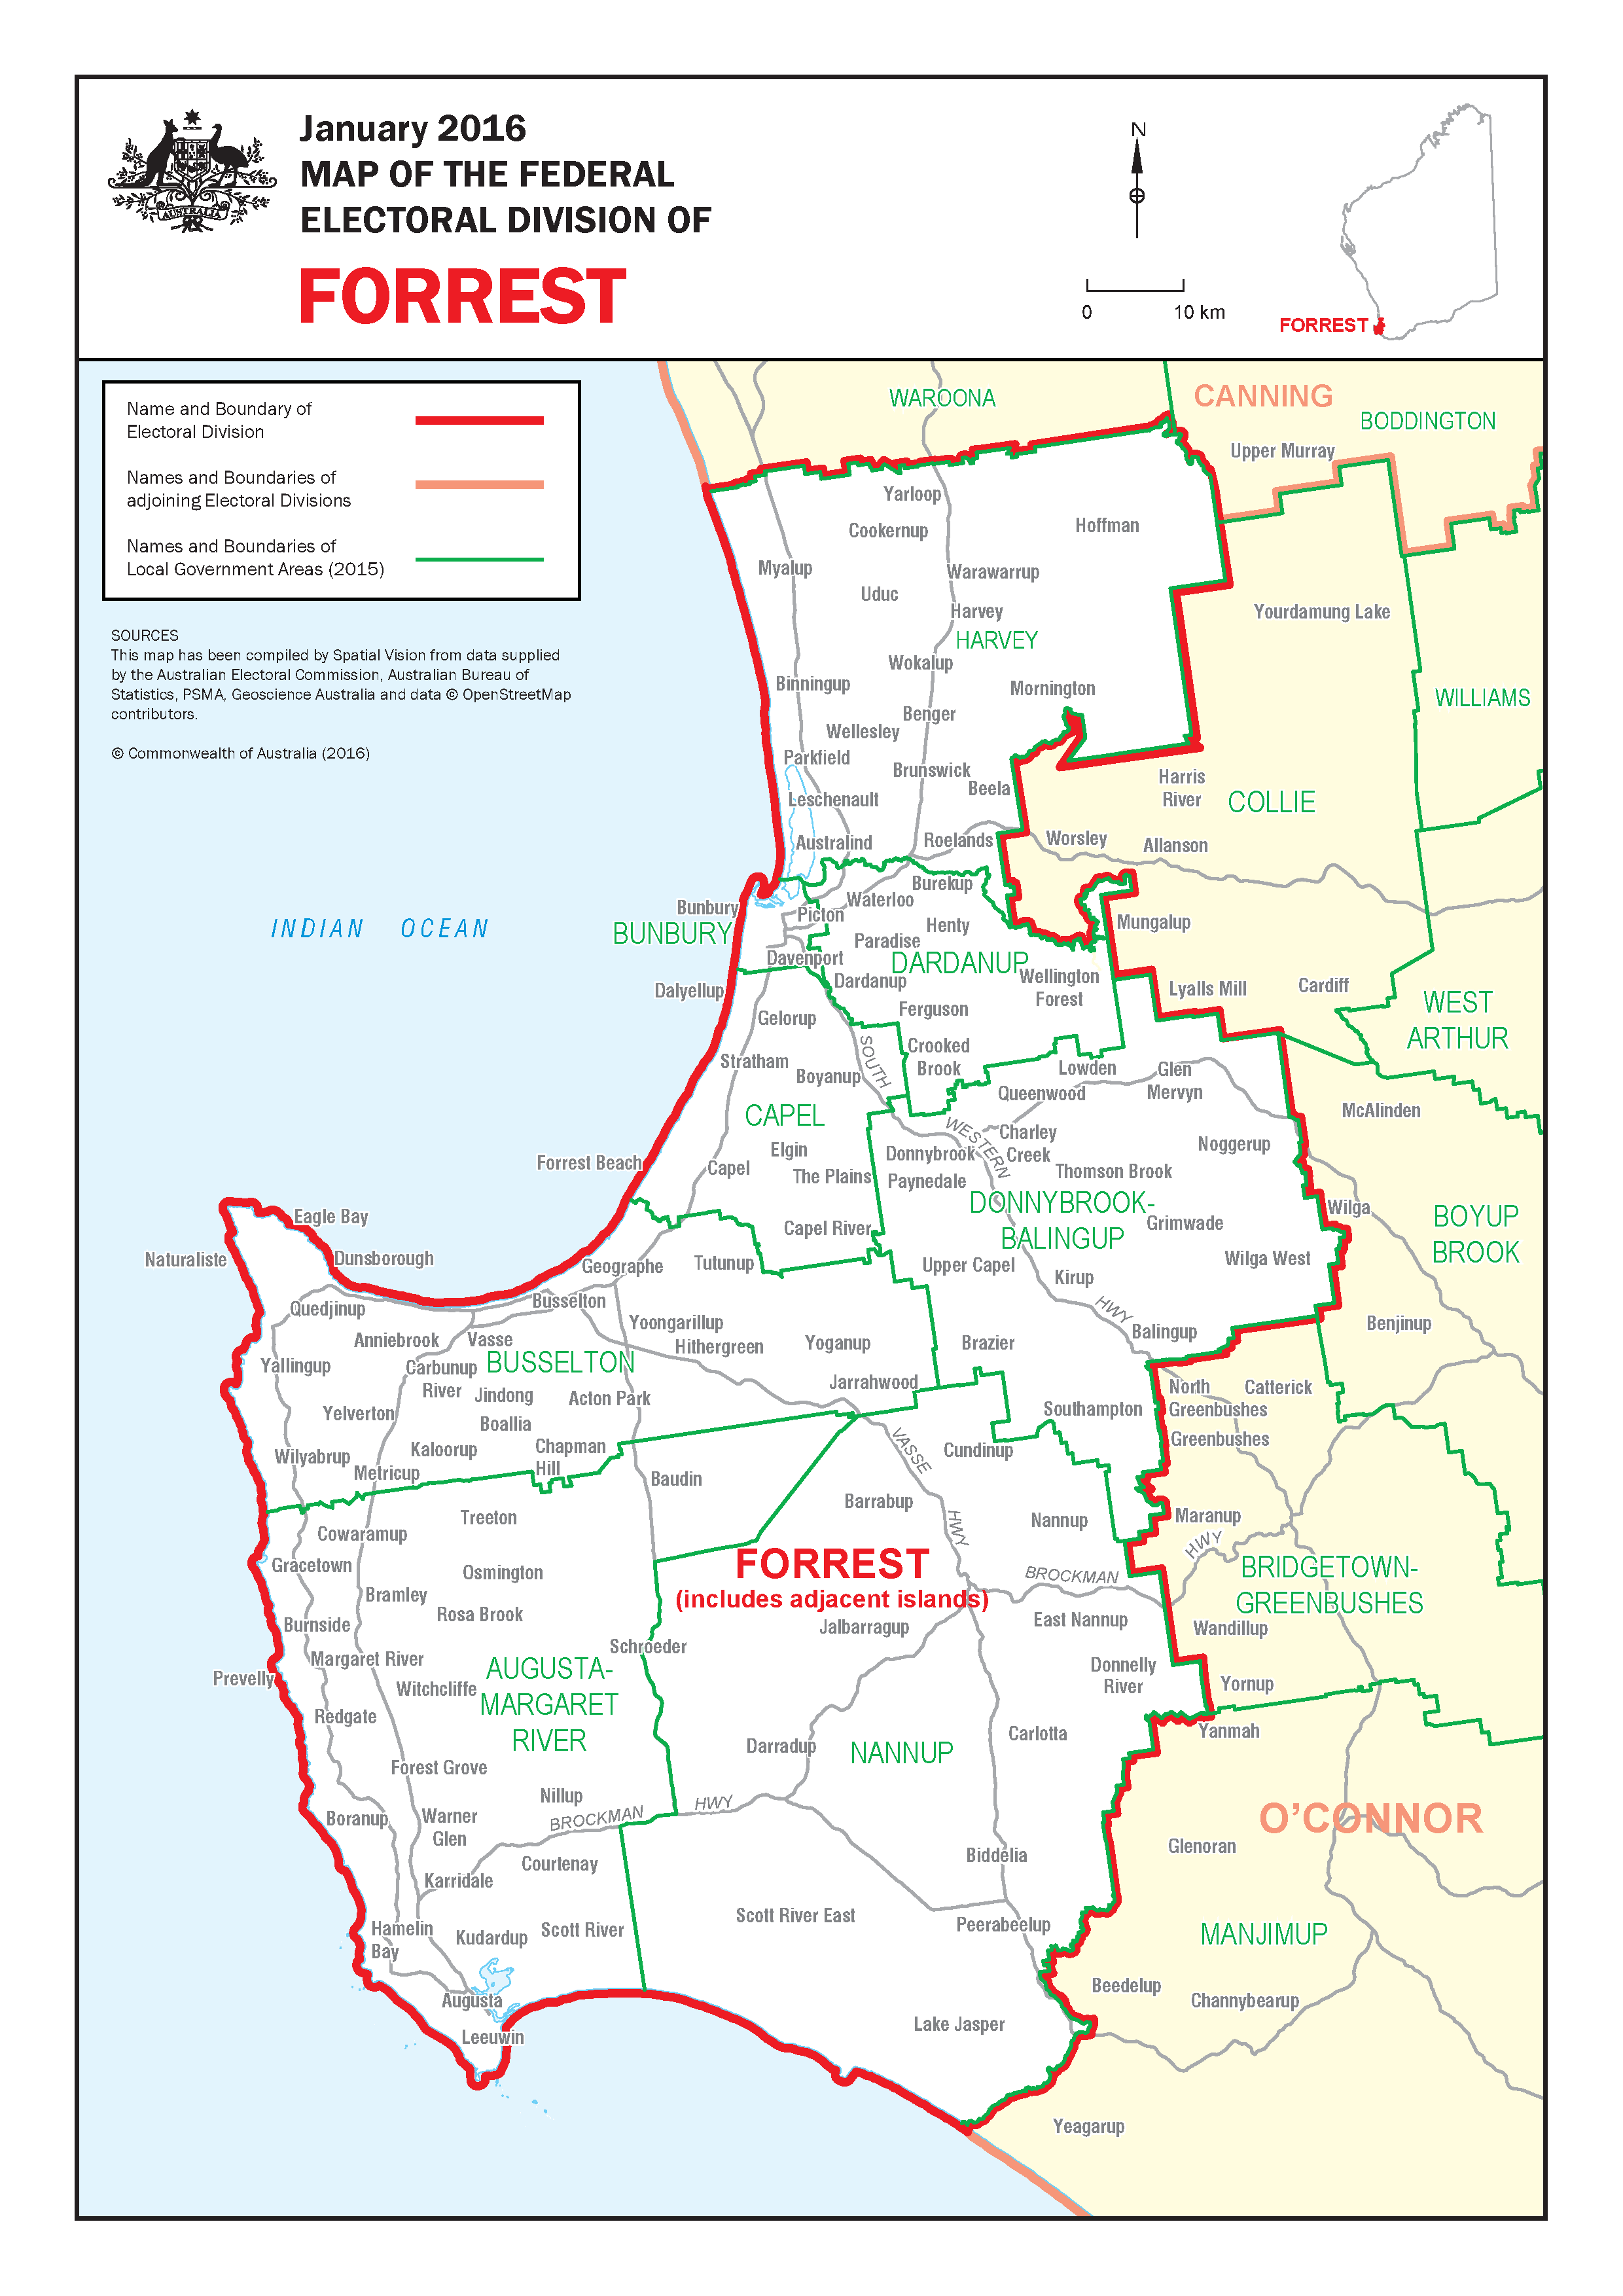 January 2016
MAP OF THE FEDERAL
ELECTORAL DIVISION OF
FORREST
AUSTRALIA
N
0 10 km
FORREST
Name and Boundary of
Electoral Division
Names and Boundaries of
adjoining Electoral Divisions
Names and Boundaries of
Local Government Areas (2015)
SOURCES
This map has been compiled by Spatial Vision from data supplied
by the Australian Electoral Commission, Australian Bureau of
Statistics, PSMA, Geoscience Australia and data © OpenStreetMap
contributors.
© Commonwealth of Australia (2016)
WAROONA
CANNING
BODDINGTON
Upper Murray
Yarloop
Cookernup
Hoffman
Myalup
Warawarrup
Uduc
Harvey
Yourdamung Lake
HARVEY
Wokalup
Binningup
Mornington
WILLIAMS
Benger
Wellesley
Parkfield
Brunswick
Beela
Harris
River
COLLIE
Leschenault
Australind
Roelands
Worsley
Allanson
Burekup
Waterloo
Bunbury
Picton
Henty
Mungalup
INDIAN OCEAN
BUNBURY
Paradise
Davenport
DARDANUP
Dardanup
Wellington
Forest
Dalyellup
Lyalls Mill
Cardiff
WEST
ARTHUR
Gelorup
Ferguson
SOUTH
Crooked
Brook
Stratham
Boyanup
Lowden
Glen
Mervyn
Queenwood
CAPEL
McAlinden
WESTERN
Charley
Creek
Noggerup
Elgin
Donnybrook
Forrest Beach
Capel
The Plains
Paynedale
Thomson Brook
DONNYBROOK-
BALINGUP
Wilga
Eagle Bay
Capel River
Grimwade
BOYUP
BROOK
Naturaliste
Dunsborough
Geographe
Tutunup
Upper Capel
Wilga West
Kirup
Quedjinup
Busselton
HWY
Yoongarillup
Benjinup
Anniebrook
Vasse
Hithergreen
Yoganup
Brazier
Balingup
Yallingup
Carbunup
River
BUSSELTON
Jarrahwood
North
Greenbushes
Catterick
Jindong
Acton Park
Yelverton
Boallia
Southampton
Greenbushes
Wilyabrup
Kaloorup
Chapman
Hill
VASSE
Cundinup
Metricup
Baudin
Barrabup
Treeton
HWY
Nannup
Maranup
Cowaramup
HWY
Gracetown
Osmington
FORREST
(includes adjacent islands)
BROCKMAN
BRIDGETOWN-
GREENBUSHES
Bramley
Rosa Brook
Burnside
Jalbarragup
East Nannup
Wandillup
Schroeder
Margaret River
AUGUSTA-
MARGARET
RIVER
Prevelly
Witchcliffe
Donnelly
River
Yornup
Redgate
Carlotta
Yanmah
Darradup
NANNUP
Forest Grove
Nillup
Boranup
Warner
Glen
BROCKMAN
HWY
O'CONNOR
Glenoran
Biddelia
Courtenay
Karridale
Scott River East
Peerabeelup
Hamelin
Bay
Kudardup
Scott River
MANJIMUP
Beedelup
Augusta
Channybearup
Lake Jasper
Leeuwin
Yeagarup